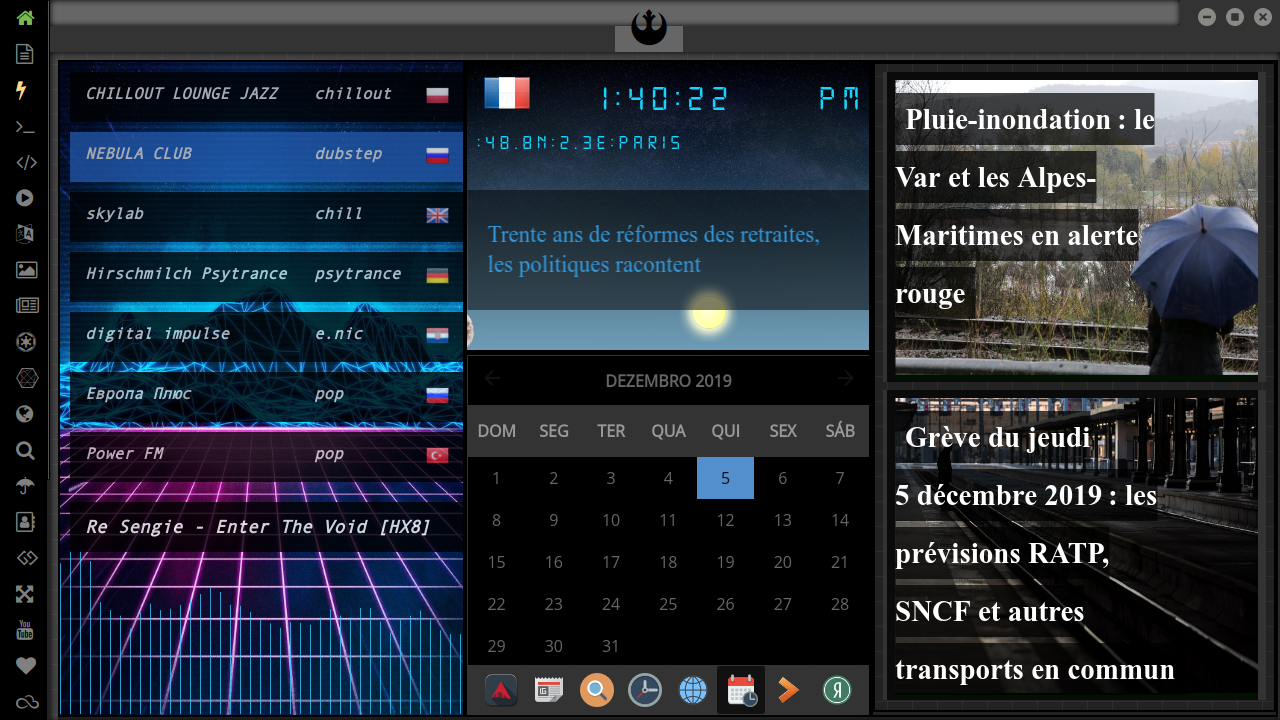 CHILLOUT LOUNGE JAZZ chillout
NEBULA CLUB dubstep
skylab chill
Hirschmilch Psytrance psytrance
digital impulse e.nic
Европа Плюс pop
Power FM pop
Re Sengie - Enter The Void [HX8]
1:40:22 PM
:48.8N:2.3E:PARIS
Trente ans de réformes des retraites,
les politiques racontent
DEZEMBRO 2019
DOM SEG TER QUA QUI SEX SÁB
1 2 3 4 5 6 7
8 9 10 11 12 13 14
15 16 17 18 19 20 21
22 23 24 25 26 27 28
29 30 31
Я
Pluie-inondation : le
Var et les Alpes-
Maritimes en alerte
rouge
Grève du jeudi
5 décembre 2019 : les
prévisions RATP,
SNCF et autres
transports en commun
You
Tube